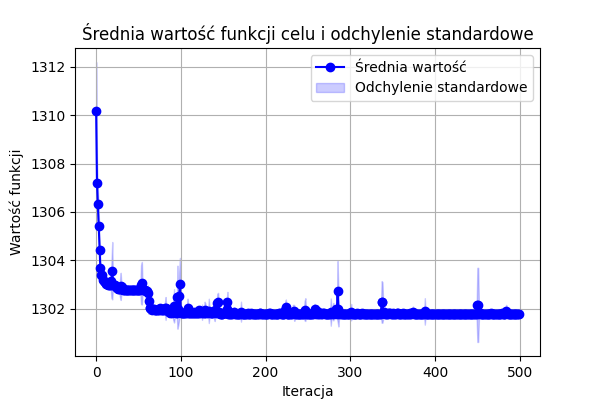 Średnia wartość funkcji celu i odchylenie standardowe
Średnia wartość
Odchylenie standardowe
Wartość funkcji
1312
1310
1308
1306
1304
1302
0 100 200 300 400 500
Iteracja